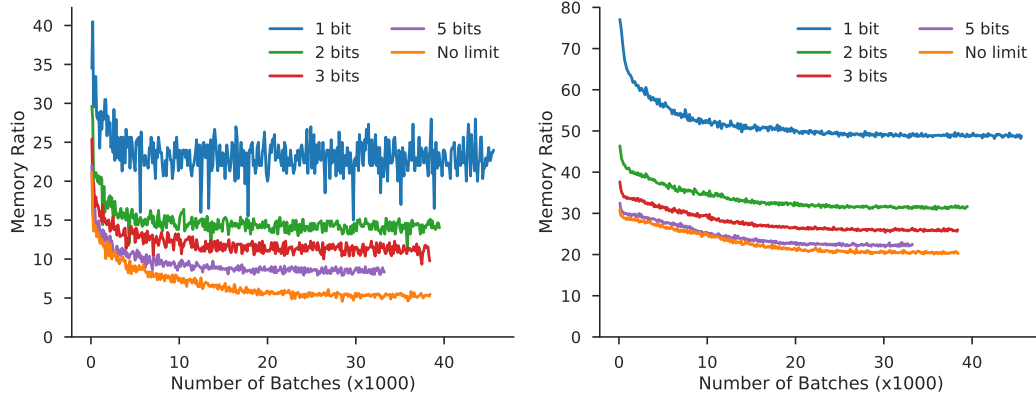 40
35
30
25
20
15
10
5
0
Memory Ratio
1 bit
2 bits
3 bits
5 bits
No limit
0 10 20 30 40
Number of Batches (x1000)
80
70
60
50
40
30
20
10
0
Memory Ratio
1 bit
2 bits
3 bits
5 bits
No limit
0 10 20 30 40
Number of Batches (x1000)